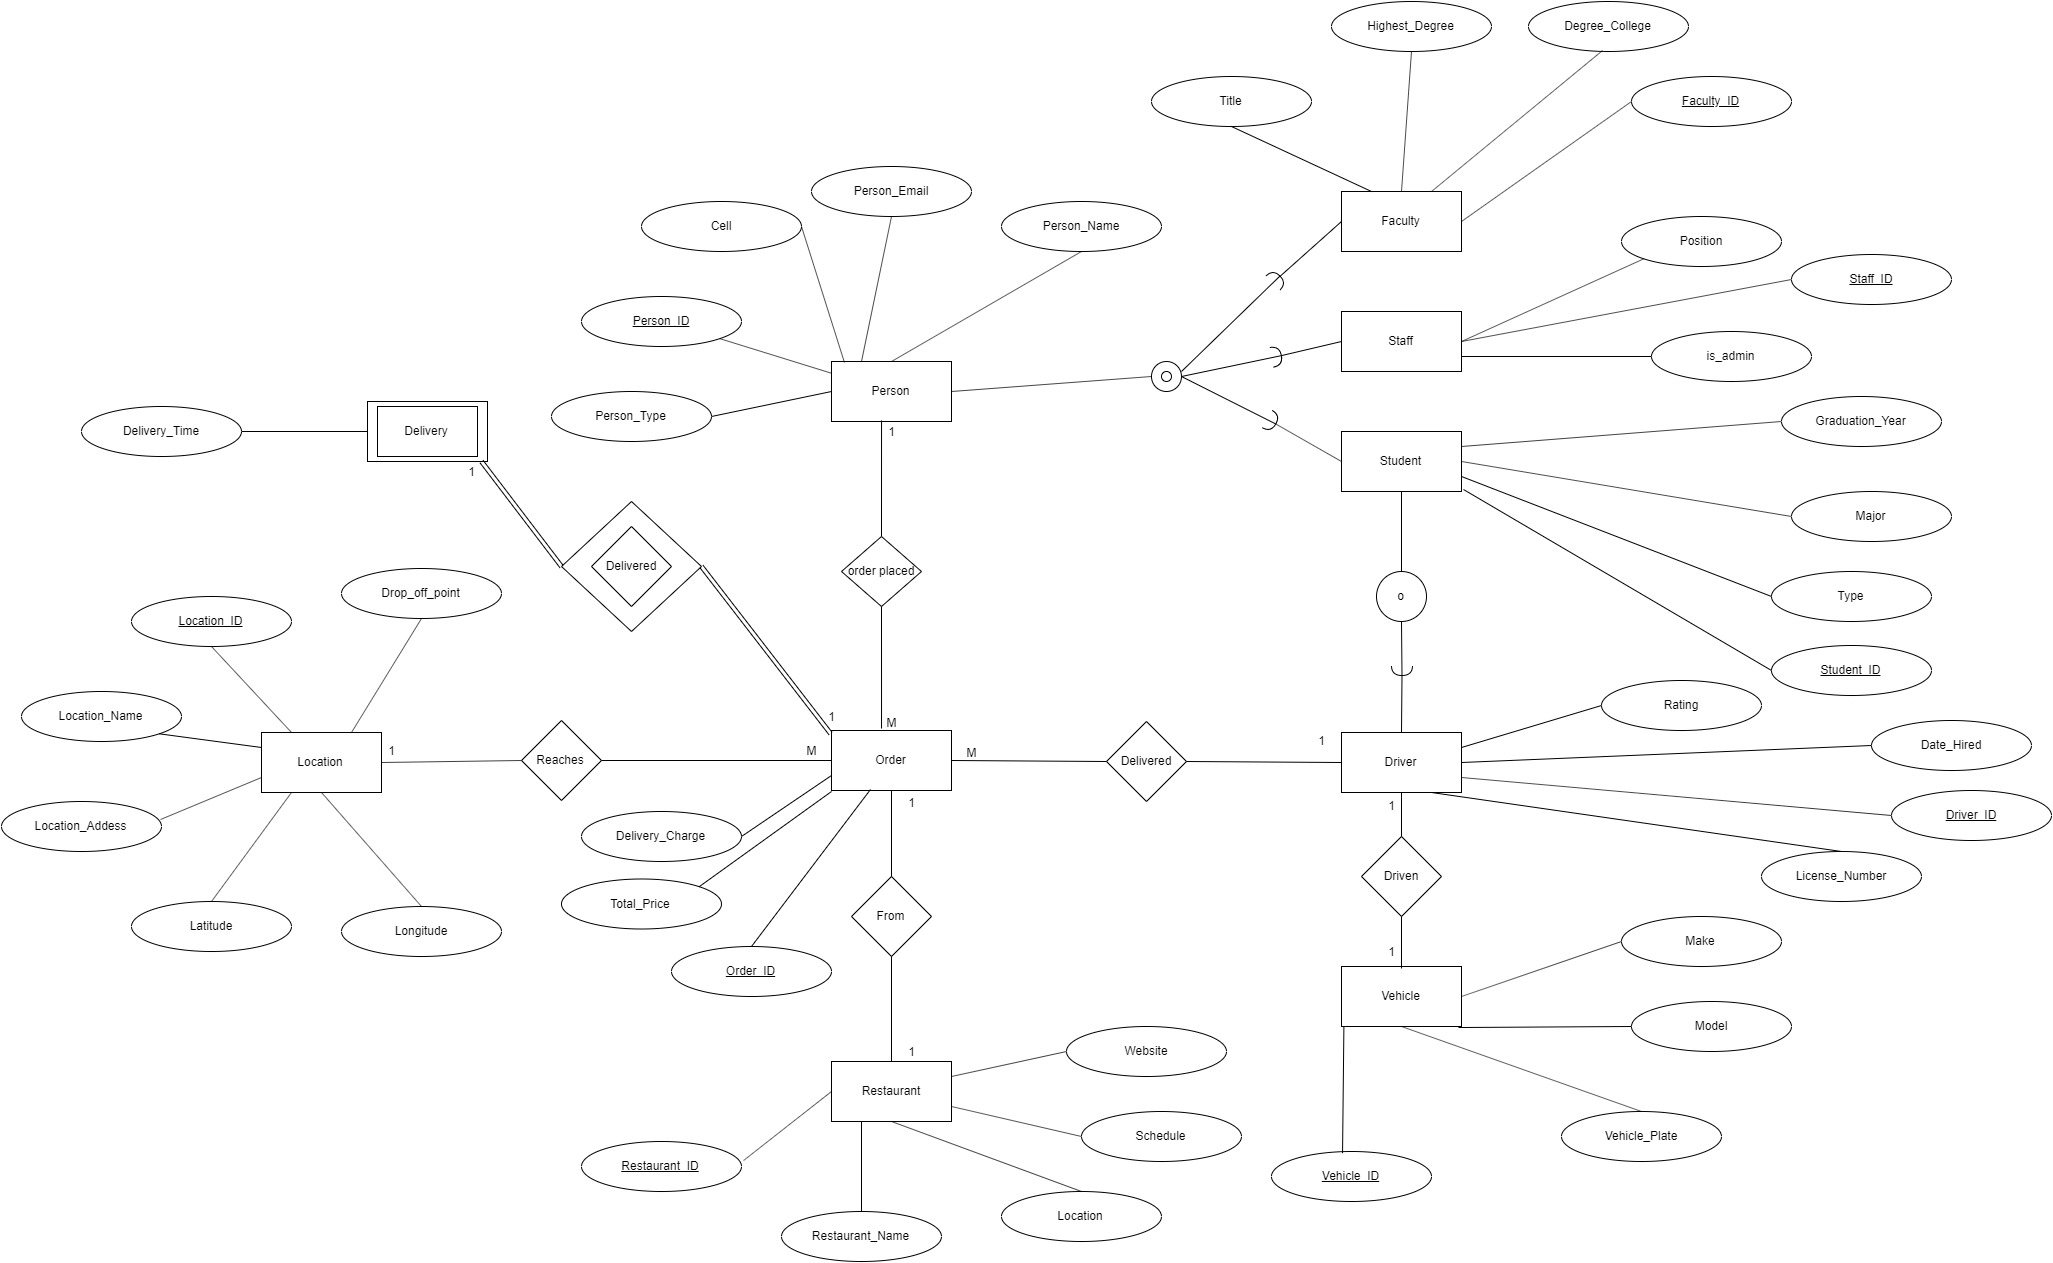 Highest_Degree
Degree_College
Title
Faculty_ID
Person_Email
Cell
Person_Name
Faculty
Position
Staff_ID
Person_ID
Staff
is_admin
O
Person
Person_Type
Graduation_Year
Delivery_Time
Delivery
1
1
Student
Major
Delivered
order placed
o
Type
Drop_off_point
Location_ID
Student_ID
Rating
Location_Name
1
M
Location
1
Reaches
M
Order
M
Delivered
1
Driver
Date_Hired
1
1
Driver_ID
Location_Addess
Delivery_Charge
Driven
License_Number
Total_Price
From
Latitude
Longitude
1
Make
Order_ID
Vehicle
Model
1
Website
Restaurant
Schedule
Vehicle_Plate
Restaurant_ID
Vehicle_ID
Location
Restaurant_Name